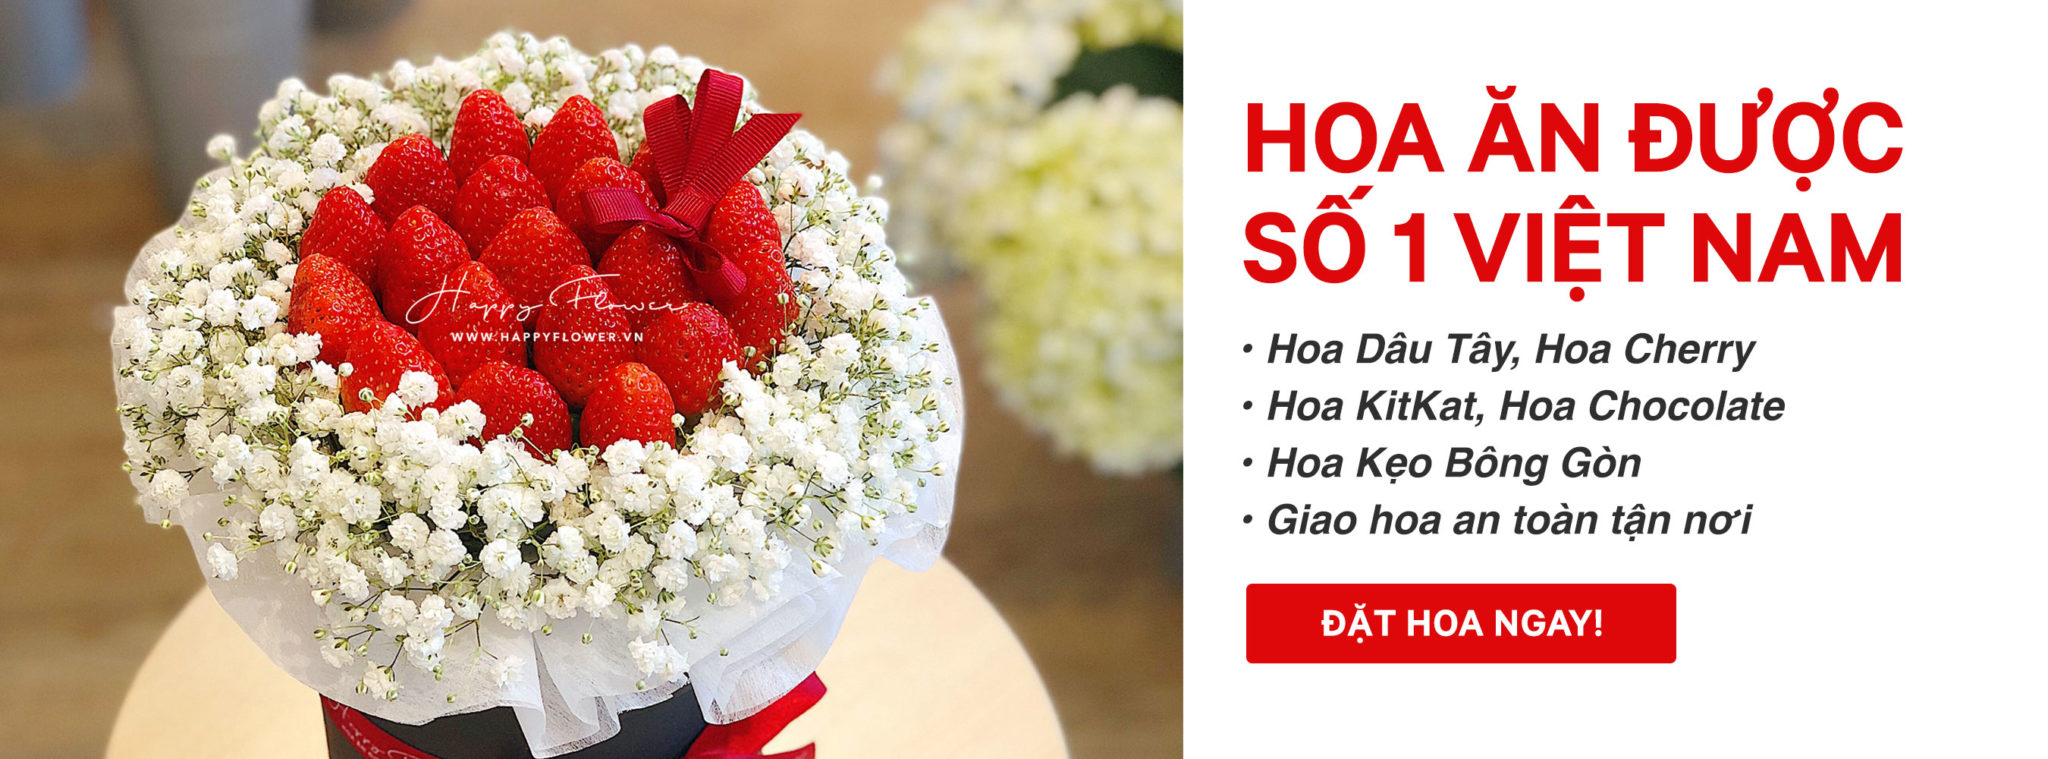 Happy Flower
WWW.HAPPYFLOWER.VN
HOA ĂN ĐƯỢC
SỐ 1 VIỆT NAM
• Hoa Dâu Tây, Hoa Cherry
• Hoa KitKat, Hoa Chocolate
• Hoa Kẹo Bông Gòn
• Giao hoa an toàn tận nơi
ĐẶT HOA NGAY!